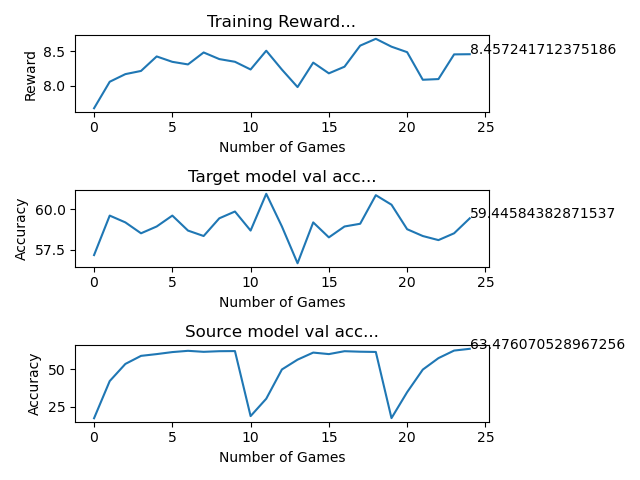 Training Reward...
8.5
8.0
Reward
8.457241712375186
0 5 10 15 20 25
Number of Games
Target model val acc...
60.0
57.5
Accuracy
59.44584382871537
0 5 10 15 20 25
Number of Games
Source model val acc...
50
25
Accuracy
63.476070528967256
0 5 10 15 20 25
Number of Games